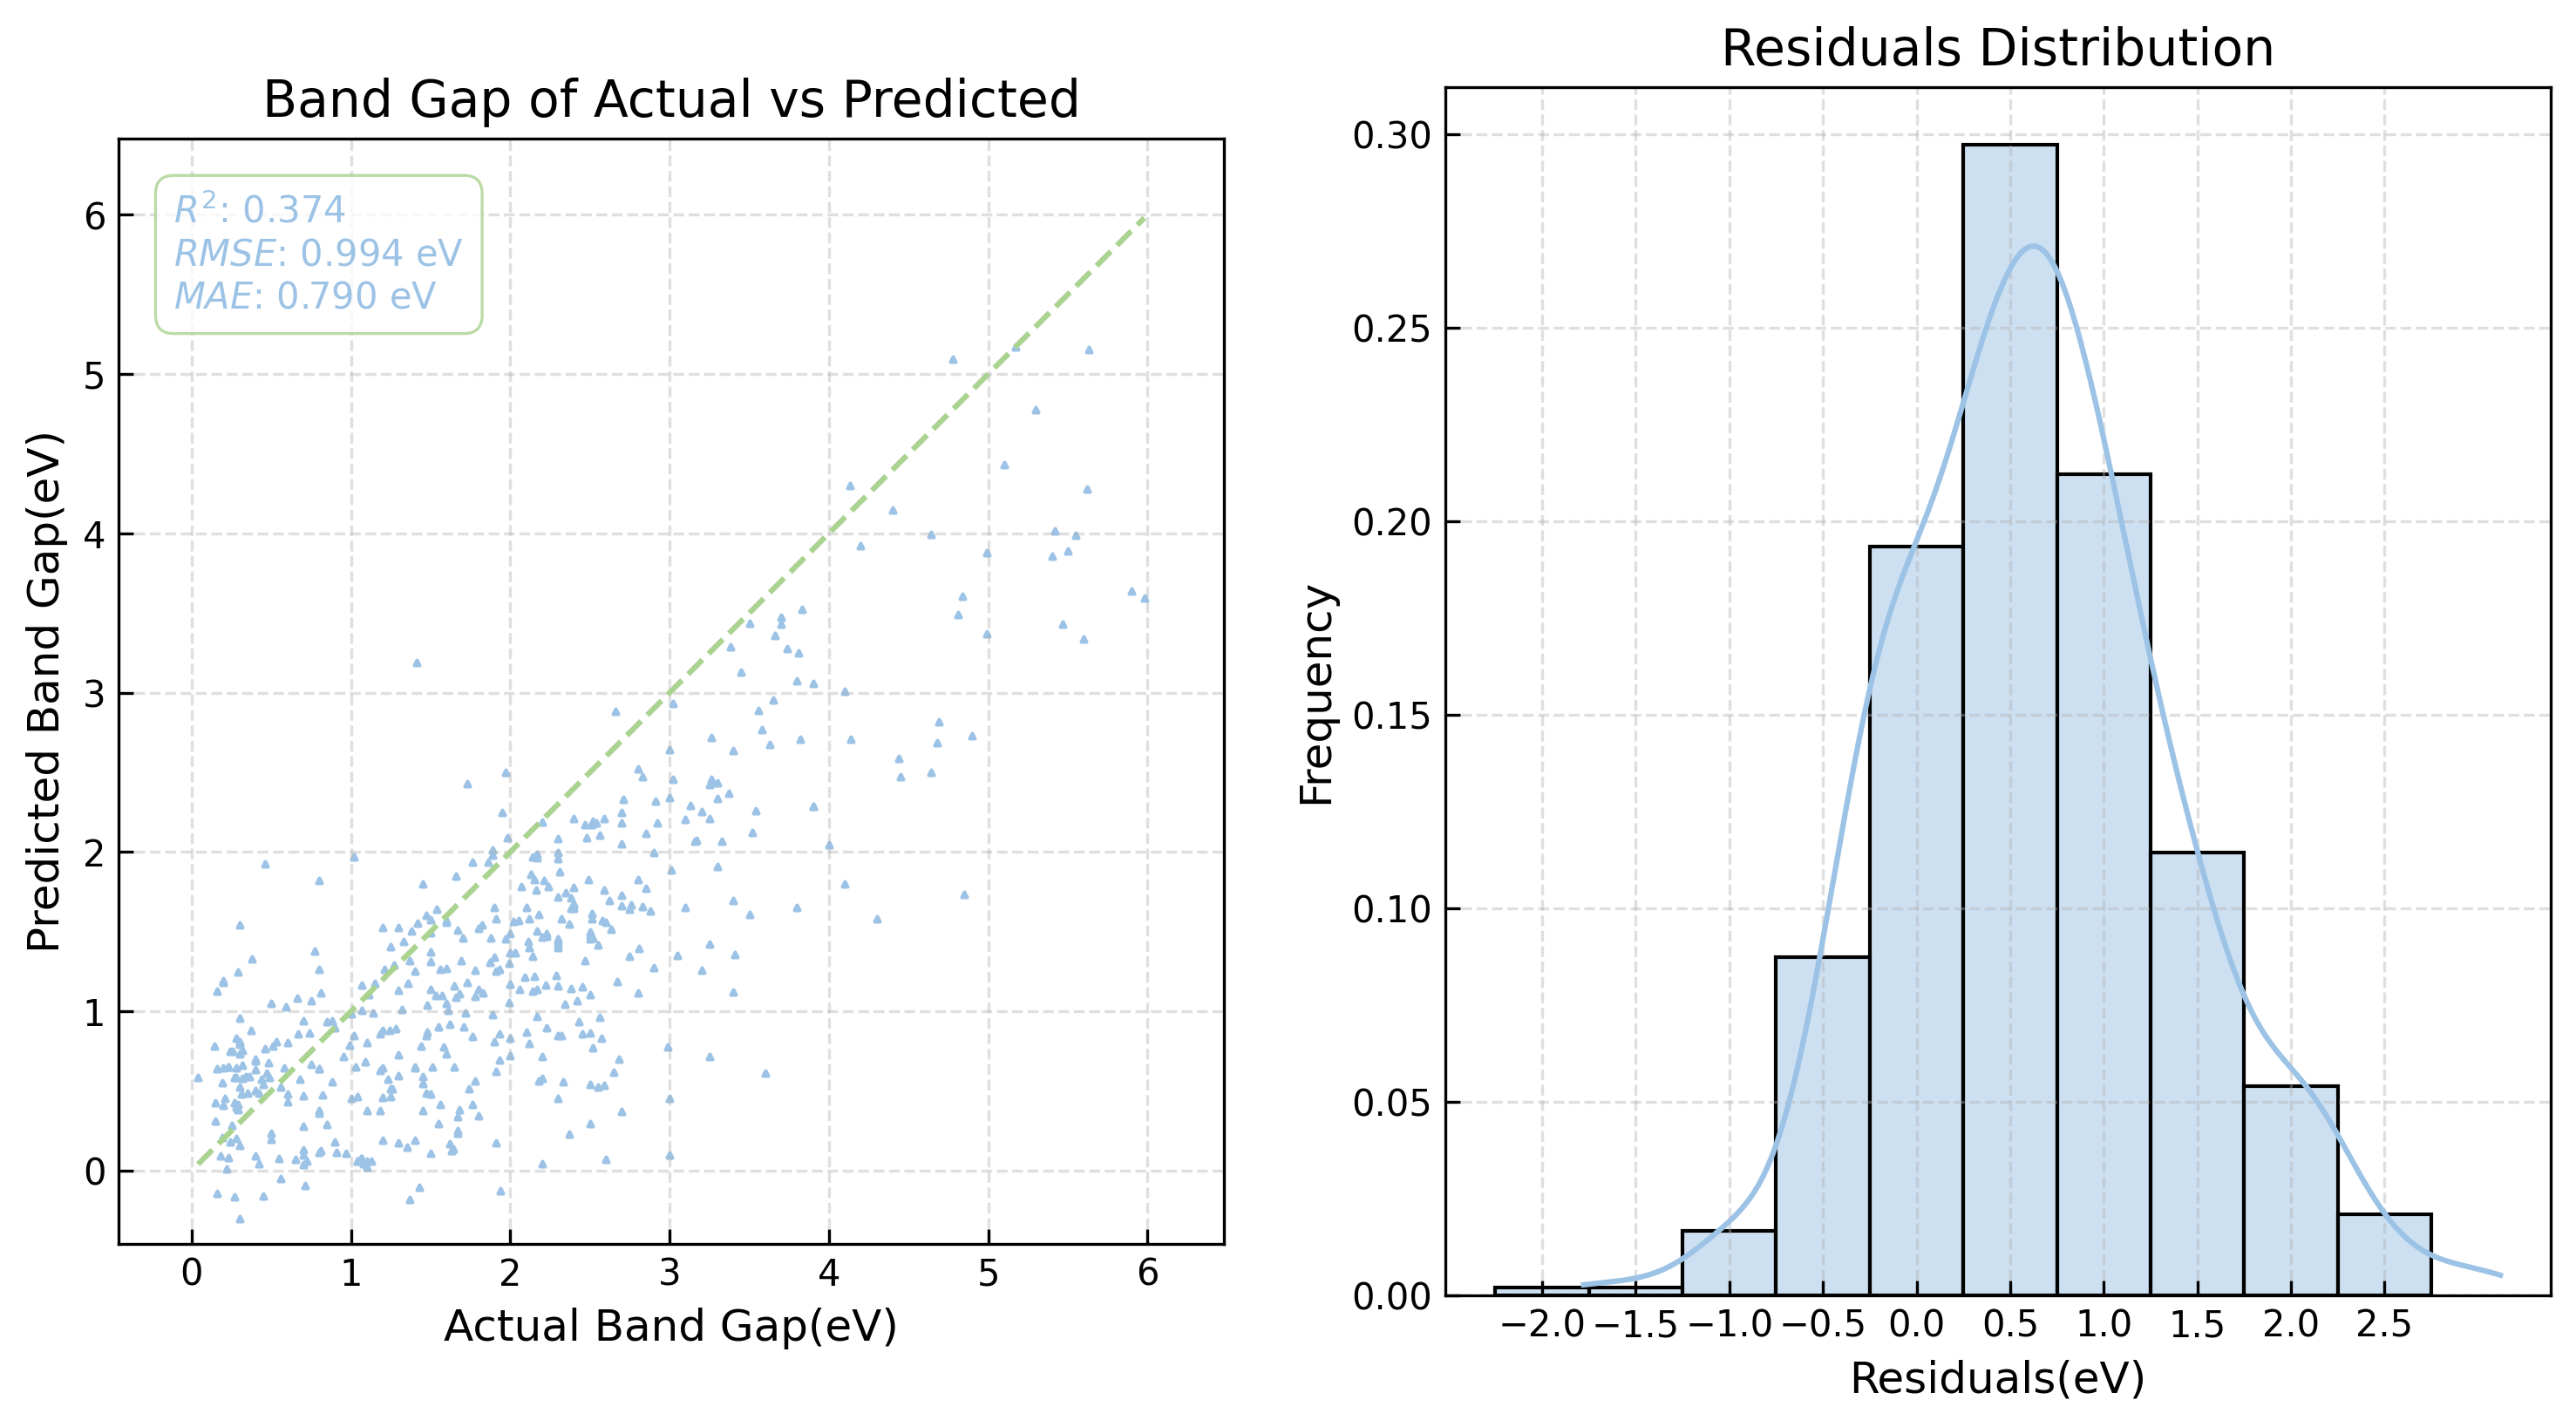 Band Gap of Actual vs Predicted
R²: 0.374
RMSE: 0.994 eV
MAE: 0.790 eV
Predicted Band Gap(eV)
6
5
4
3
2
1
0
0 1 2 3 4 5 6
Actual Band Gap(eV)
Residuals Distribution
Frequency
0.30
0.25
0.20
0.15
0.10
0.05
0.00
−2.0 −1.5 −1.0 −0.5 0.0 0.5 1.0 1.5 2.0 2.5
Residuals(eV)